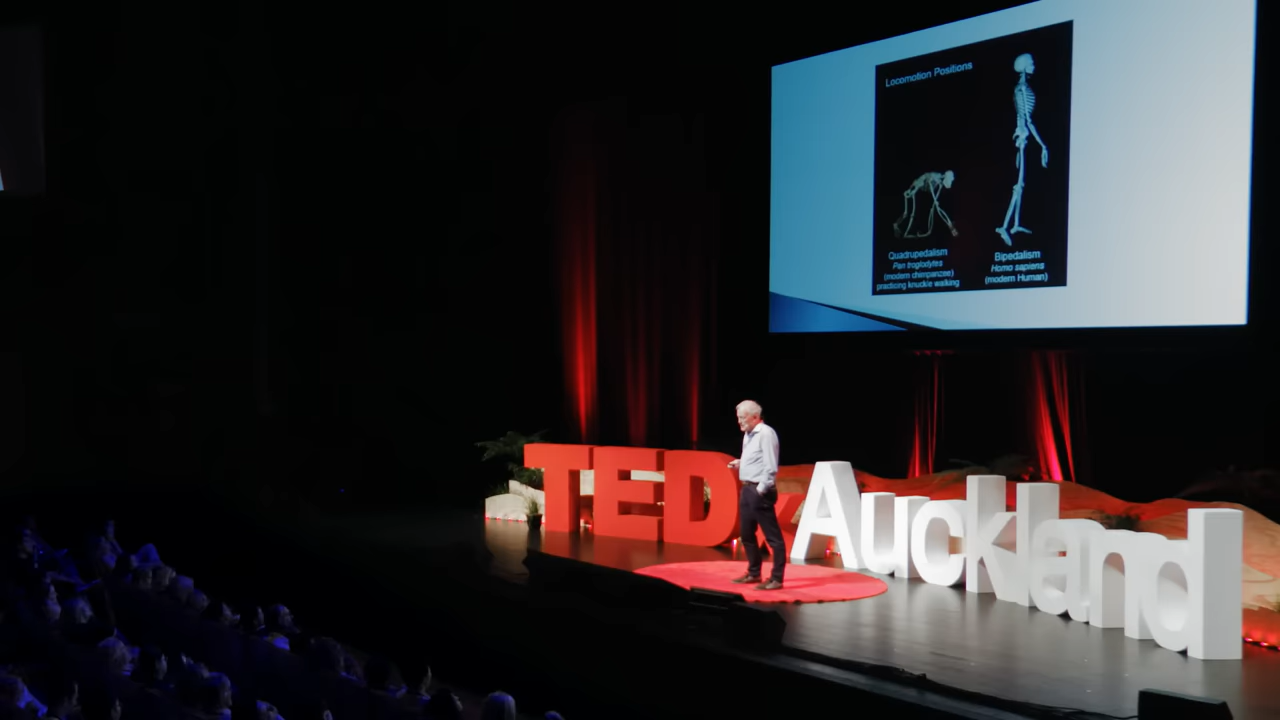 Locomotion Positions
Quadrupedalism
Pan troglodytes
(modern chimpanzee)
practicing knuckle walking
Bipedalism
Homo sapiens
(modern Human)
TEDx
Auckland